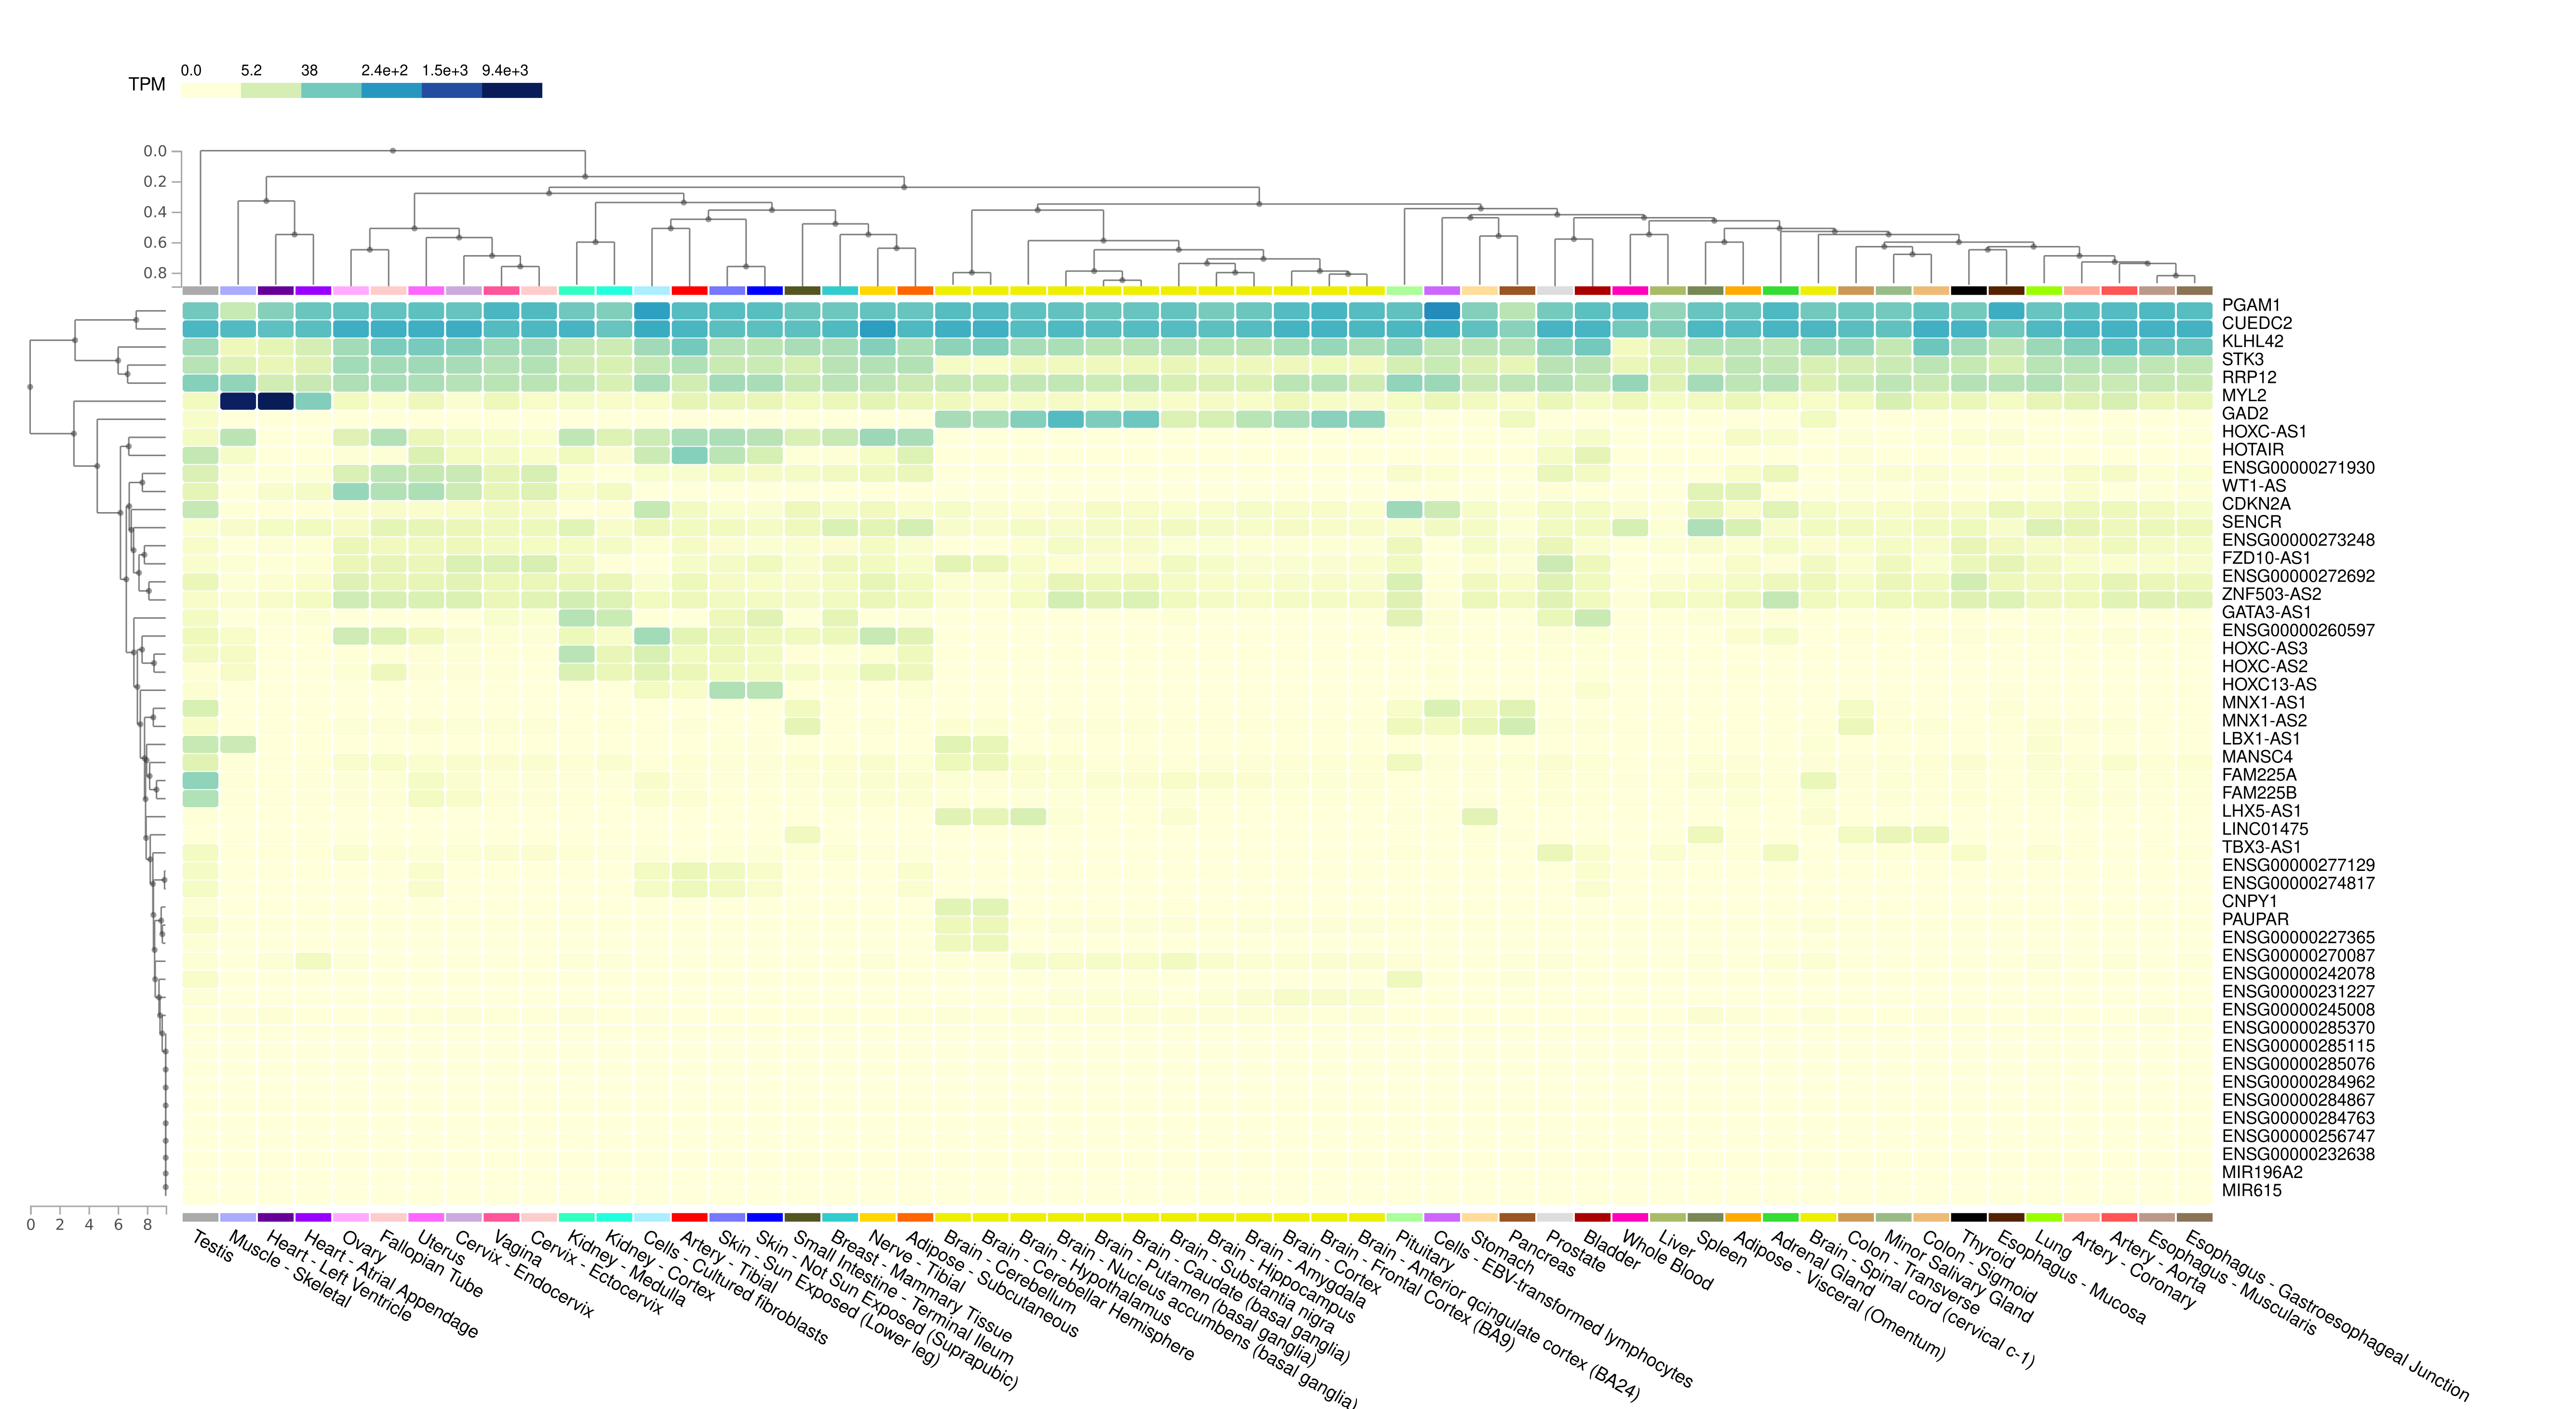 0.0 5.2 38 2.4e+2 1.5e+3 9.4e+3
TPM
0.0
0.2
0.4
0.6
0.8
PGAM1
CUEDC2
KLHL42
STK3
RRP12
MYL2
GAD2
HOXC-AS1
HOTAIR
ENSG00000271930
WT1-AS
CDKN2A
SENCR
ENSG00000273248
FZD10-AS1
ENSG00000272692
ZNF503-AS2
GATA3-AS1
ENSG00000260597
HOXC-AS3
HOXC-AS2
HOXC13-AS
MNX1-AS1
MNX1-AS2
LBX1-AS1
MANSC4
FAM225A
FAM225B
LHX5-AS1
LINC01475
TBX3-AS1
ENSG00000277129
ENSG00000274817
CNPY1
PAUPAR
ENSG00000227365
ENSG00000270087
ENSG00000242078
ENSG00000231227
ENSG00000245008
ENSG00000285370
ENSG00000285115
ENSG00000285076
ENSG00000284962
ENSG00000284867
ENSG00000284763
ENSG00000256747
ENSG00000232638
MIR196A2
MIR615
0 2 4 6 8
Testis
Muscle - Skeletal
Heart - Left Ventricle
Heart - Atrial Appendage
Ovary
Fallopian Tube
Uterus
Cervix - Endocervix
Vagina
Cervix - Ectocervix
Kidney - Medulla
Kidney - Cortex
Cells - Cultured fibroblasts
Artery - Tibial
Skin - Sun Exposed (Lower leg)
Skin - Not Sun Exposed (Suprapubic)
Small Intestine - Terminal Ileum
Breast - Mammary Tissue
Nerve - Tibial
Adipose - Subcutaneous
Brain - Cerebellum
Brain - Cerebellar Hemisphere
Brain - Hypothalamus
Brain - Nucleus accumbens (basal ganglia)
Brain - Putamen (basal ganglia)
Brain - Caudate (basal ganglia)
Brain - Substantia nigra
Brain - Hippocampus
Brain - Amygdala
Brain - Cortex
Brain - Frontal Cortex (BA9)
Brain - Anterior cingulate cortex (BA24)
Pituitary
Cells - EBV-transformed lymphocytes
Stomach
Pancreas
Prostate
Bladder
Whole Blood
Liver
Spleen
Adipose - Visceral (Omentum)
Adrenal Gland
Brain - Spinal cord (cervical c-1)
Colon - Transverse
Minor Salivary Gland
Colon - Sigmoid
Thyroid
Esophagus - Mucosa
Lung
Artery - Coronary
Artery - Aorta
Esophagus - Muscularis
Esophagus - Gastroesophageal Junction